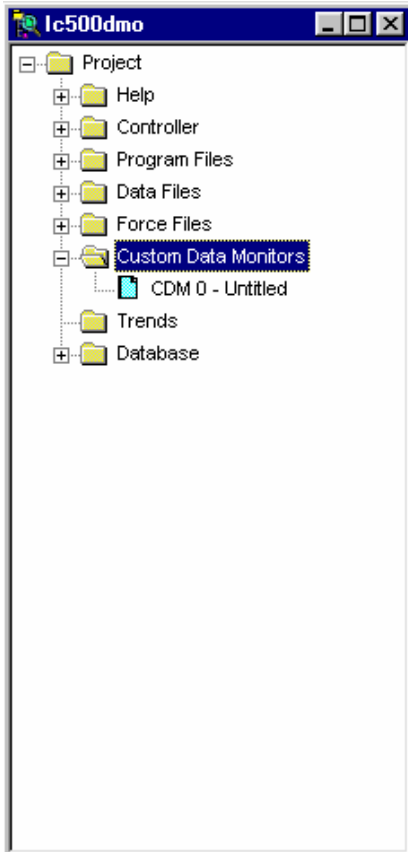 lc500dmo
Project
Help
Controller
Program Files
Data Files
Force Files
Custom Data Monitors
CDM 0 - Untitled
Trends
Database